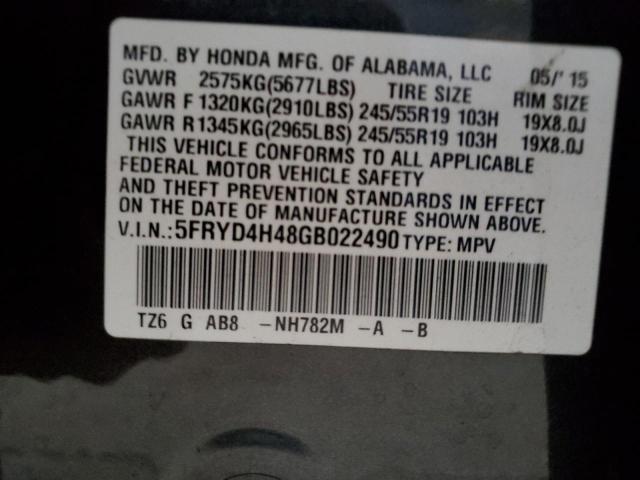 MFD. BY HONDA MFG. OF ALABAMA, LLC 05/'15
GVWR 2575KG(5677LBS) TIRE SIZE RIM SIZE
GAWR F 1320KG(2910LBS) 245/55R19 103H 19X8.0J
GAWR R1345KG(2965LBS) 245/55R19 103H 19X8.0J
THIS VEHICLE CONFORMS TO ALL APPLICABLE
FEDERAL MOTOR VEHICLE SAFETY
AND THEFT PREVENTION STANDARDS IN EFFECT
ON THE DATE OF MANUFACTURE SHOWN ABOVE.
V.I.N.:5FRYD4H48GB022490 TYPE: MPV
TZ6 G AB8 -NH782M -A -B